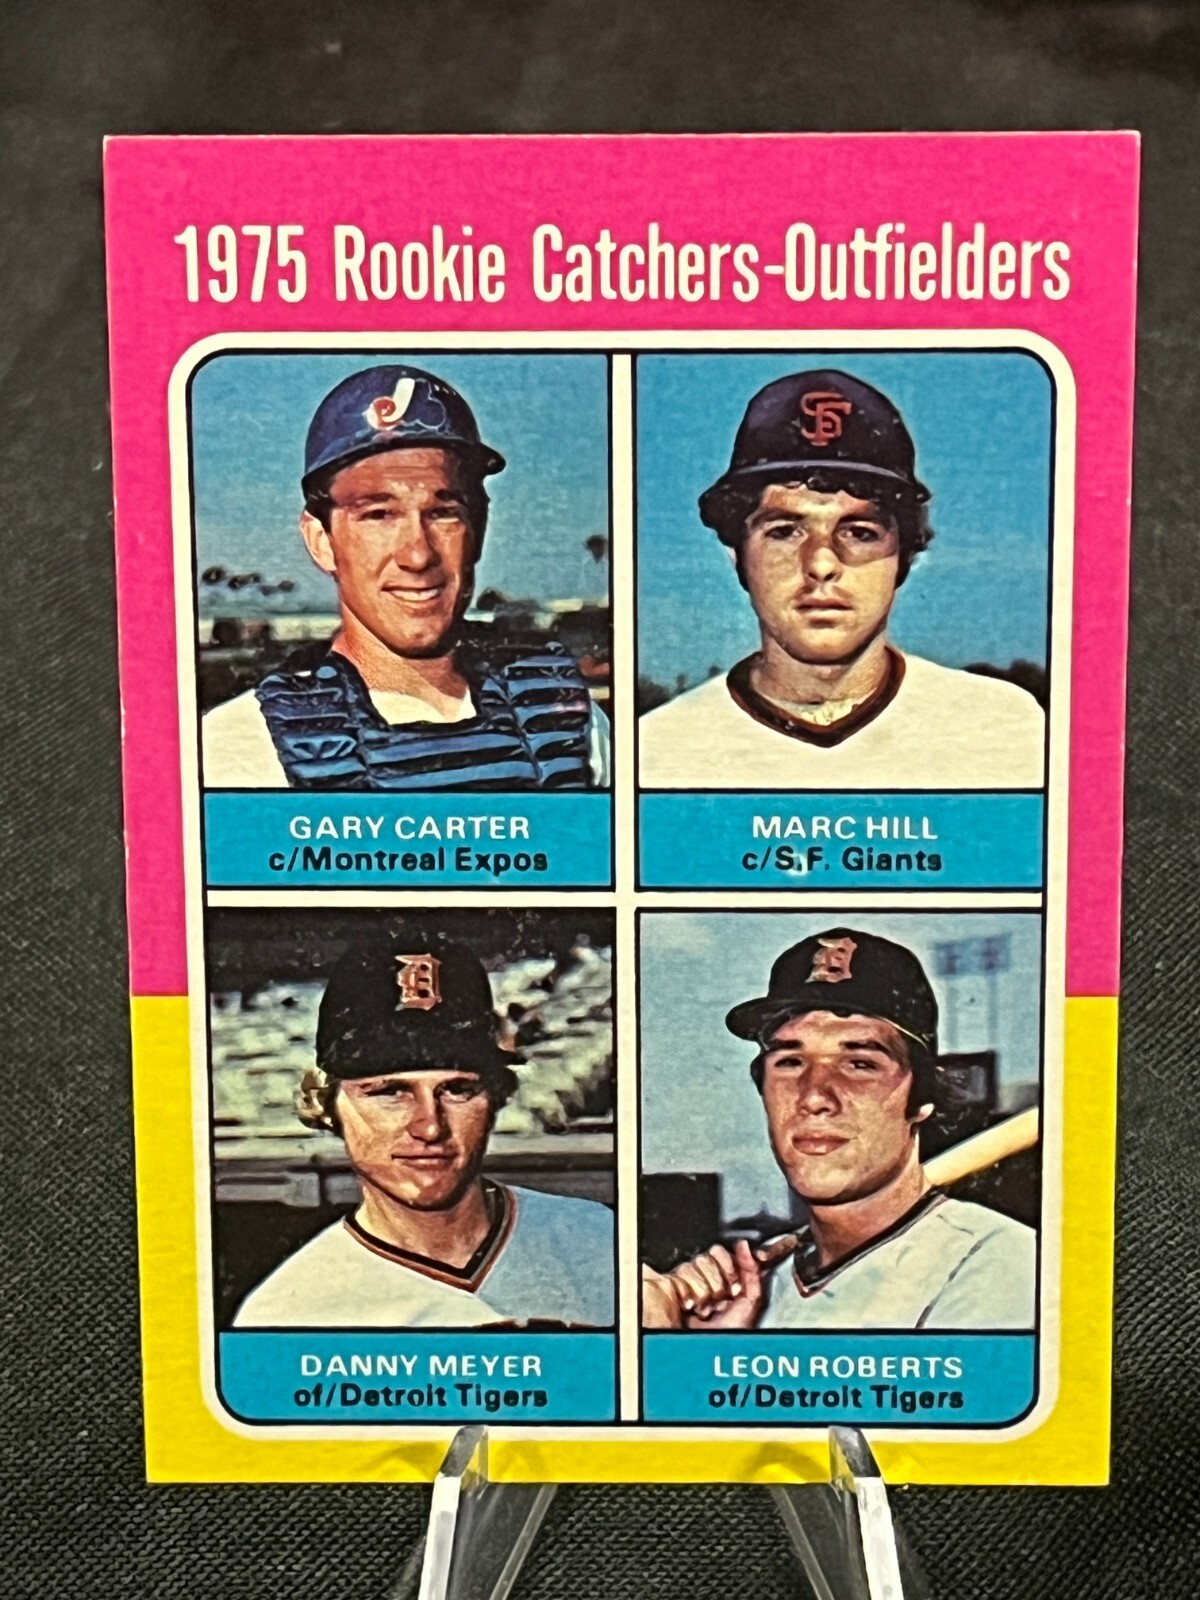 1975 Rookie Catchers-Outfielders
GARY CARTER
c/Montreal Expos
MARC HILL
c/S.F. Giants
DANNY MEYER
of/Detroit Tigers
LEON ROBERTS
of/Detroit Tigers